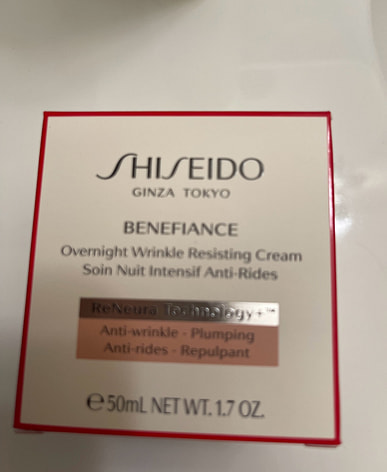 SHISEIDO
GINZA TOKYO
BENEFIANCE
Overnight Wrinkle Resisting Cream
Soin Nuit Intensif Anti-Rides
ReNeura Technology+™
Anti-wrinkle - Plumping
Anti-rides - Repulpant
℮50mL NET WT. 1.7 OZ.